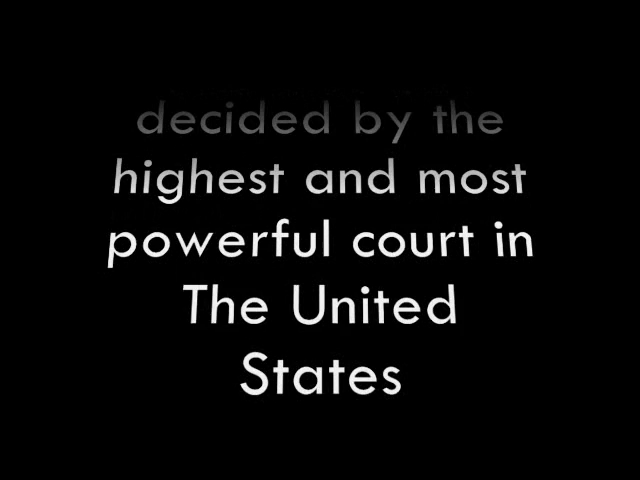 decided by the
highest and most
powerful court in
The United
States